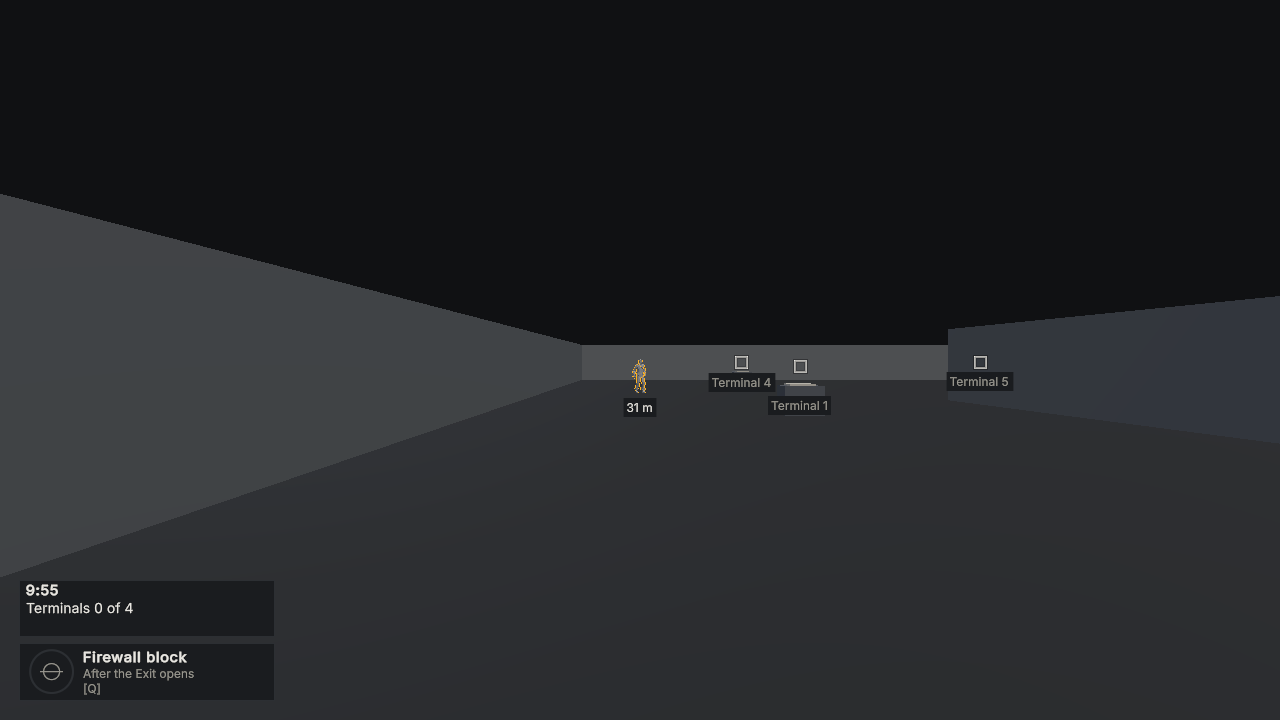 Terminal 4
Terminal 5
31 m
Terminal 1
9:55
Terminals 0 of 4
Firewall block
After the Exit opens
[Q]